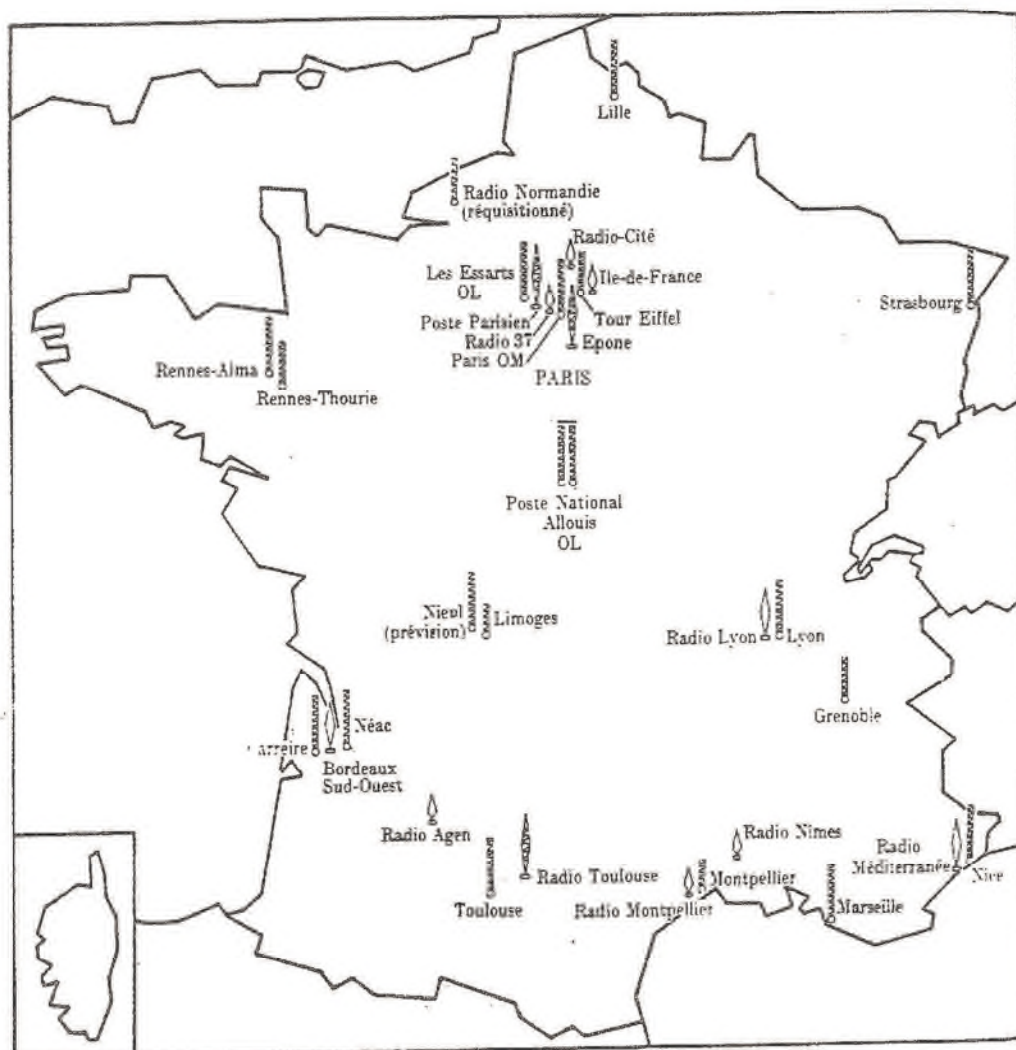 Lille
Radio Normandie
(réquisitionné)
Radio-Cité
Les Essarts
OL
Ile-de-France
Strasbourg
Poste Parisien
Tour Eiffel
Radio 37
Paris OM
Epone
PARIS
Rennes-Alma
Rennes-Thourie
Poste National
Allouis
OL
Nieul
(prévision)
Limoges
Radio Lyon
Lyon
Grenoble
Néac
Bordeaux
Sud-Ouest
Radio Agen
Radio Nimes
Radio
Méditerranée
Nice
Radio Toulouse
Montpellier
Toulouse
Radio Montpellier
Marseille